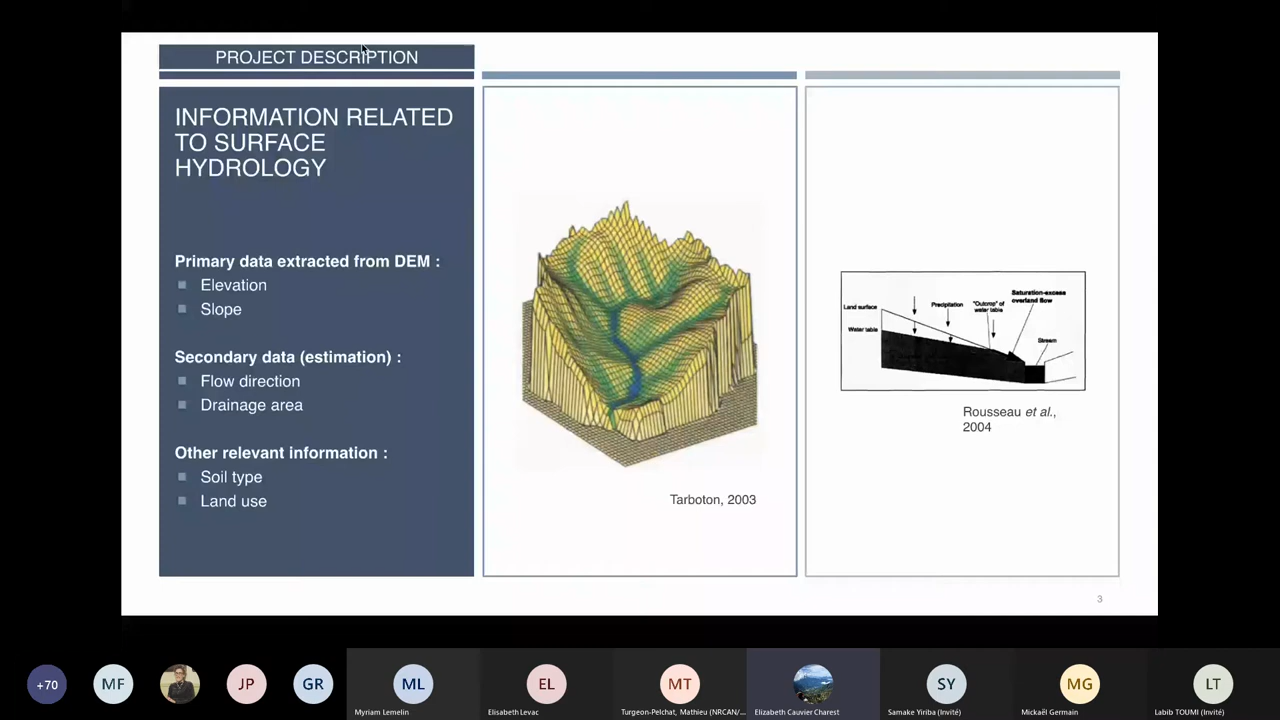 PROJECT DESCRIPTION
INFORMATION RELATED
TO SURFACE
HYDROLOGY
Primary data extracted from DEM :
Elevation
Slope
Secondary data (estimation) :
Flow direction
Drainage area
Other relevant information :
Soil type
Land use
Tarboton, 2003
Land surface
Water table
Precipitation
"Outcrop" of
water table
Saturation-excess
overland flow
Stream
Rousseau et al.,
2004
3
+70
MF
JP
GR
ML
Myriam Lemelin
EL
Elisabeth Levac
MT
Turgeon-Pelchat, Mathieu (NRCAN/...
Elizabeth Cauvier Charest
SY
Samake Yiriba (Invité)
MG
Mickaël Germain
LT
Labib TOUMI (Invité)